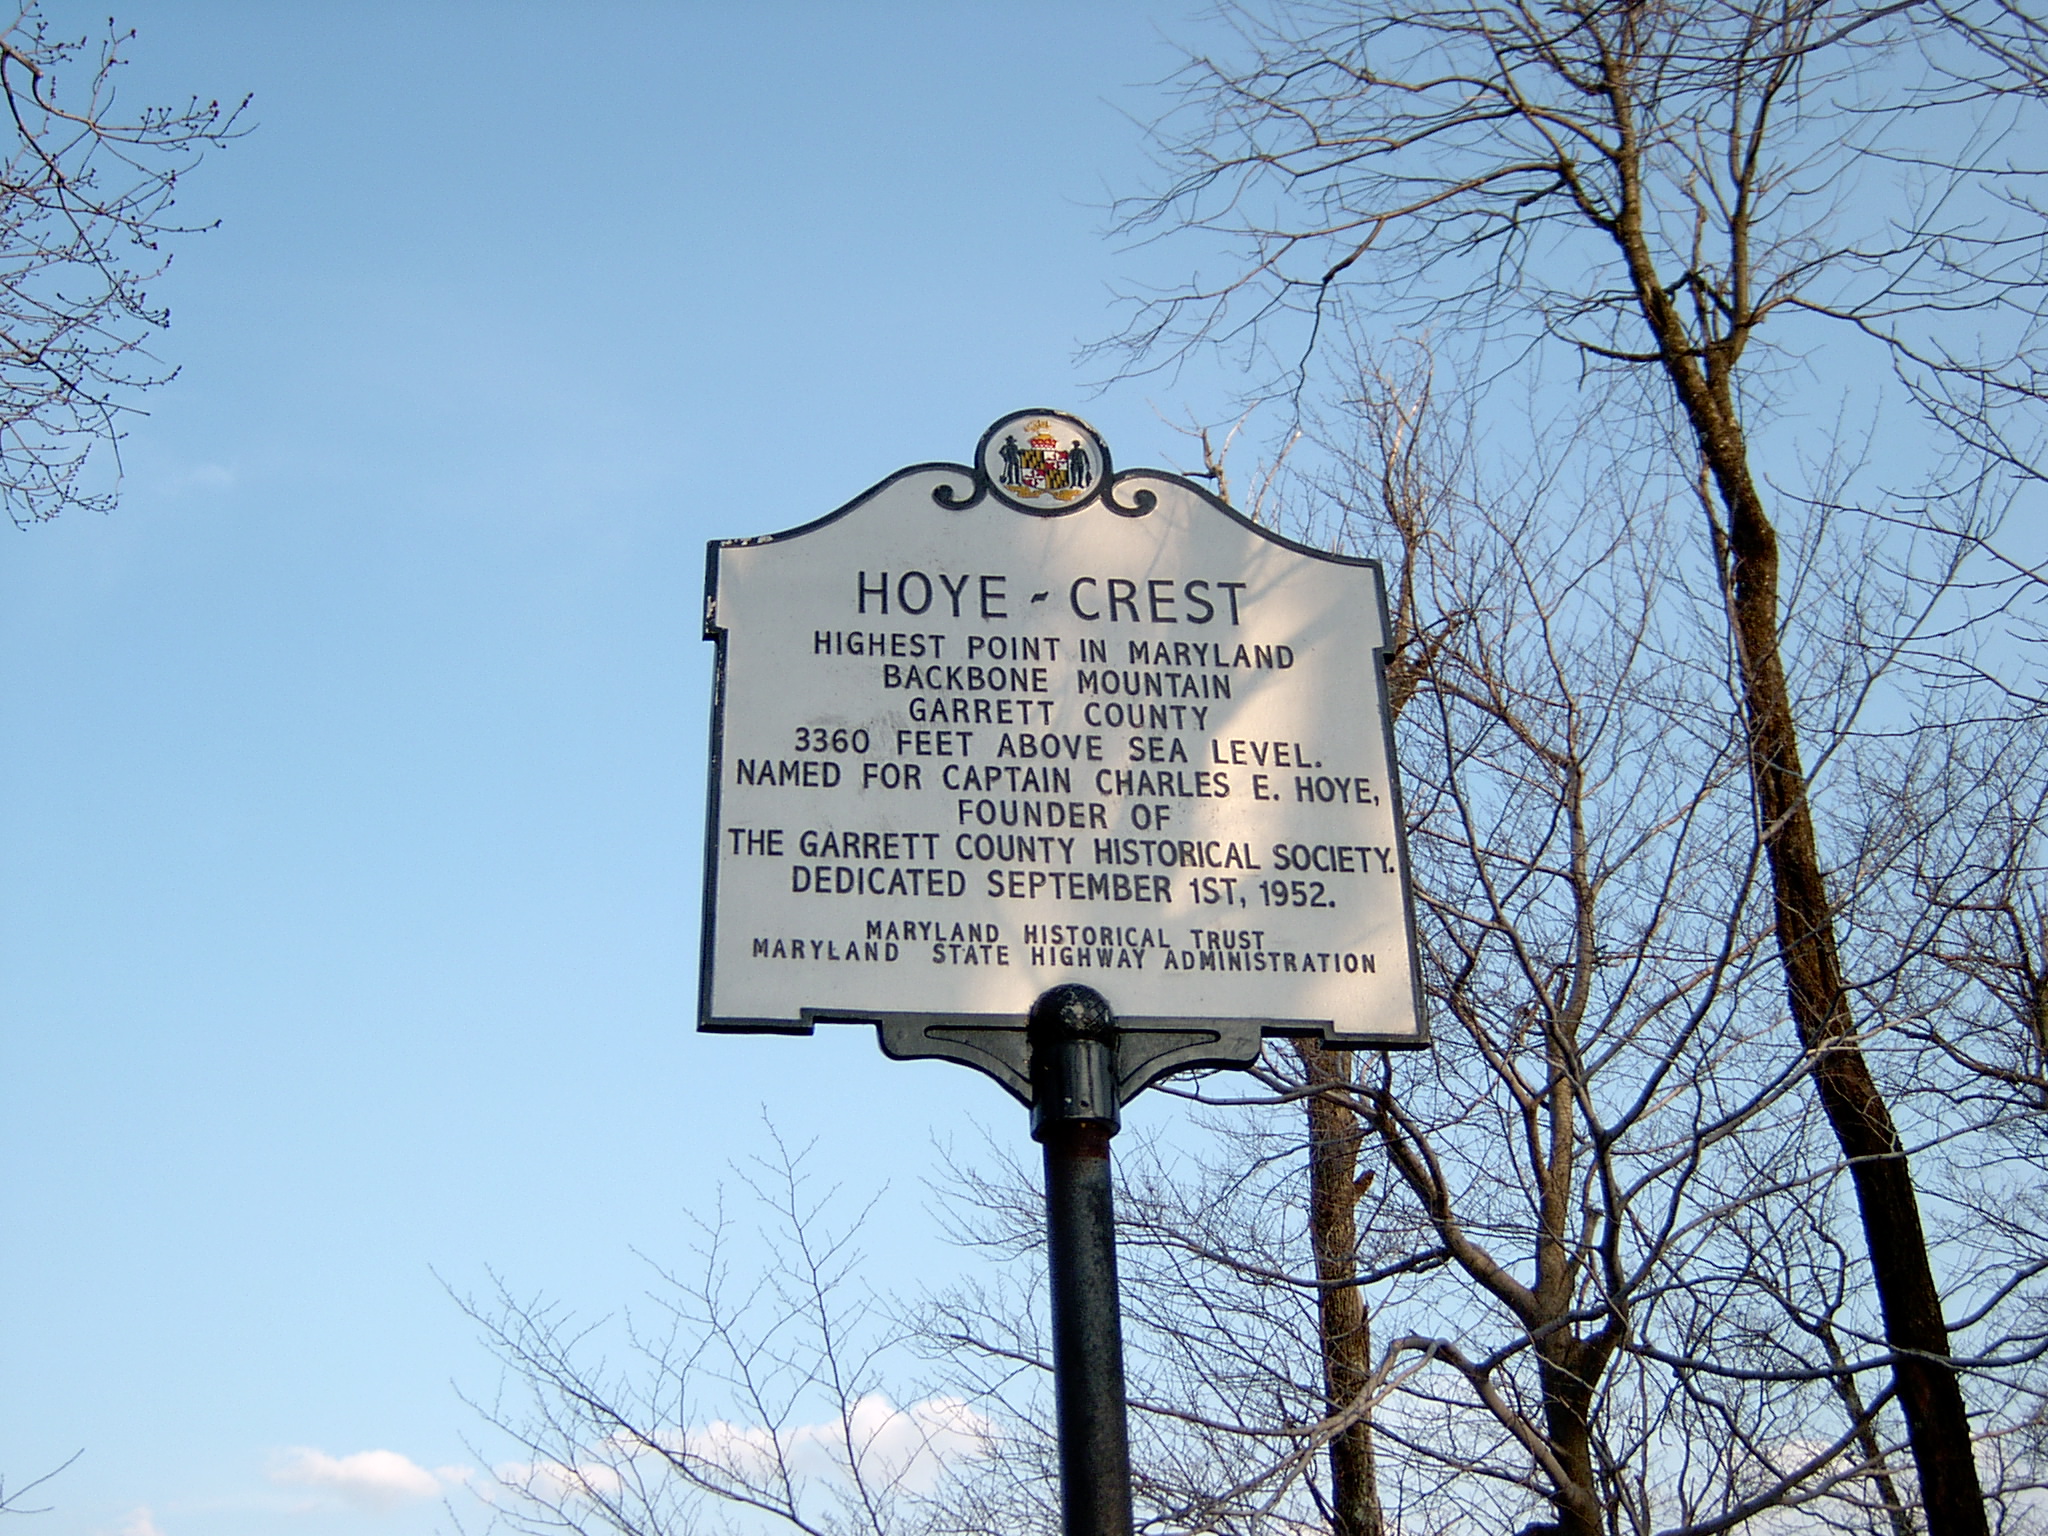 HOYE - CREST
HIGHEST POINT IN MARYLAND
BACKBONE MOUNTAIN
GARRETT COUNTY
3360 FEET ABOVE SEA LEVEL.
NAMED FOR CAPTAIN CHARLES E. HOYE,
FOUNDER OF
THE GARRETT COUNTY HISTORICAL SOCIETY.
DEDICATED SEPTEMBER 1ST, 1952.
MARYLAND HISTORICAL TRUST
MARYLAND STATE HIGHWAY ADMINISTRATION